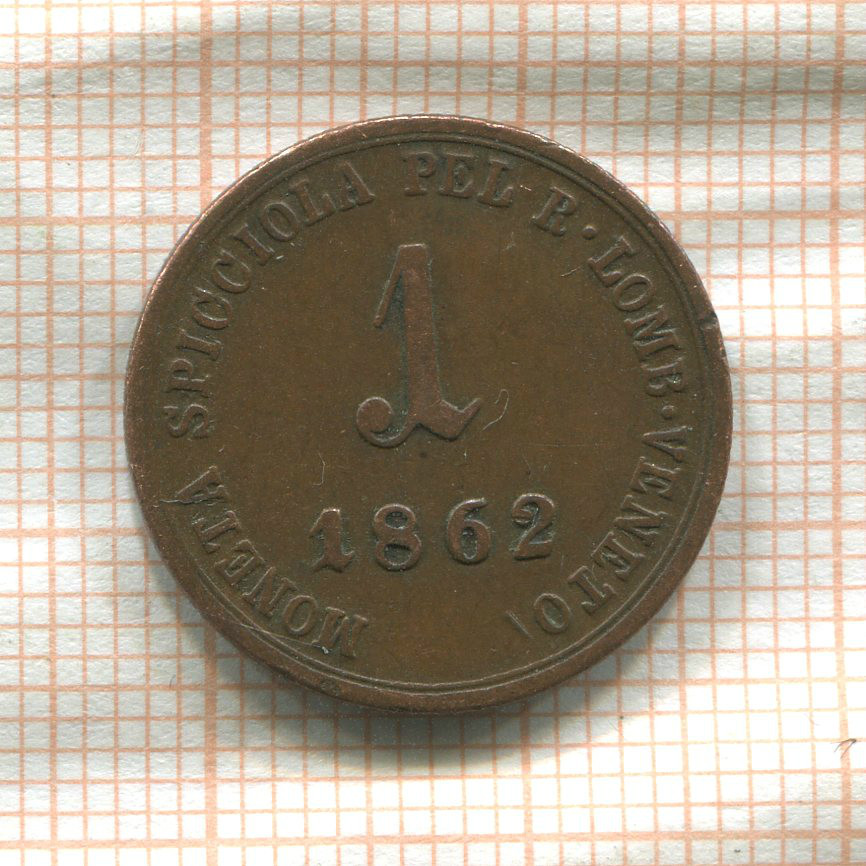 MONETA SPICCIOLA PEL R· LOMB·VENETO
1
1862